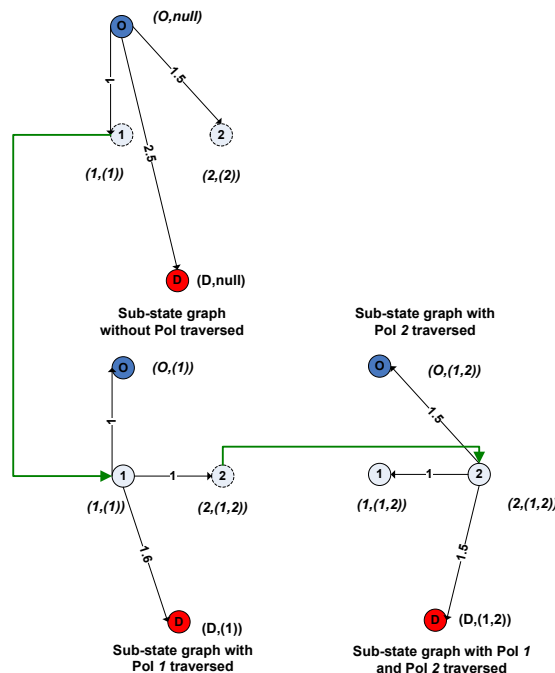 (O,null)
O
1
1.5
2.5
1
2
(1,(1))
(2,(2))
D
(D,null)
Sub-state graph
without PoI traversed
Sub-state graph with
PoI 2 traversed
O
(O,(1))
O
(O,(1,2))
1
1.5
1
1
2
1
1
2
(1,(1))
(2,(1,2))
(1,(1,2))
(2,(1,2))
1.6
1.5
D
(D,(1))
D
(D,(1,2))
Sub-state graph with
PoI 1 traversed
Sub-state graph with PoI 1
and PoI 2 traversed